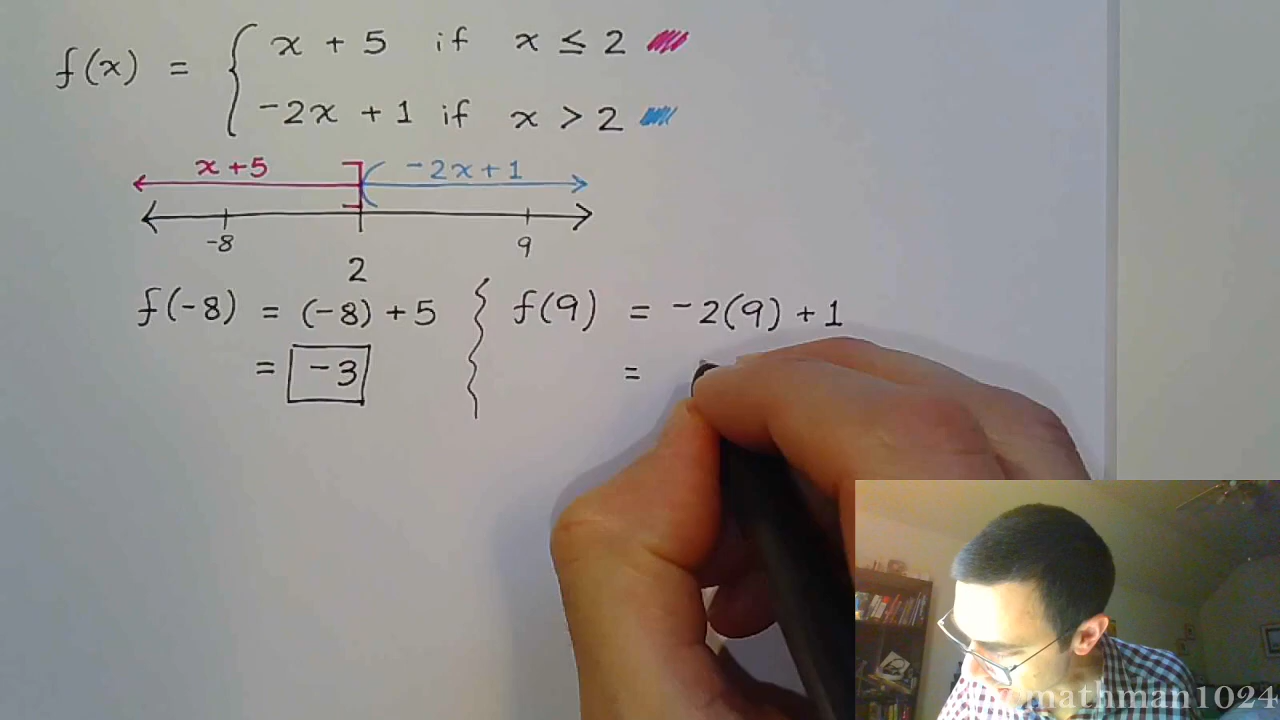 f(x) = { x + 5 if x ≤ 2
-2x + 1 if x > 2
x + 5 -2x + 1
-8 2 9
f(-8) = (-8) + 5 f(9) = -2(9) + 1
= -3 =
@mathman1024